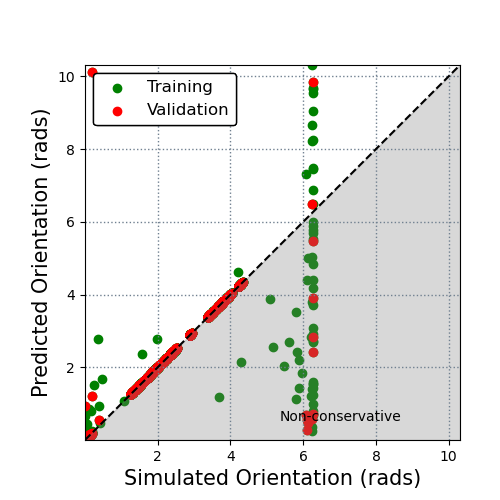 Training
Validation
10
8
6
4
2
Predicted Orientation (rads)
Non-conservative
2
4
6
8
10
Simulated Orientation (rads)